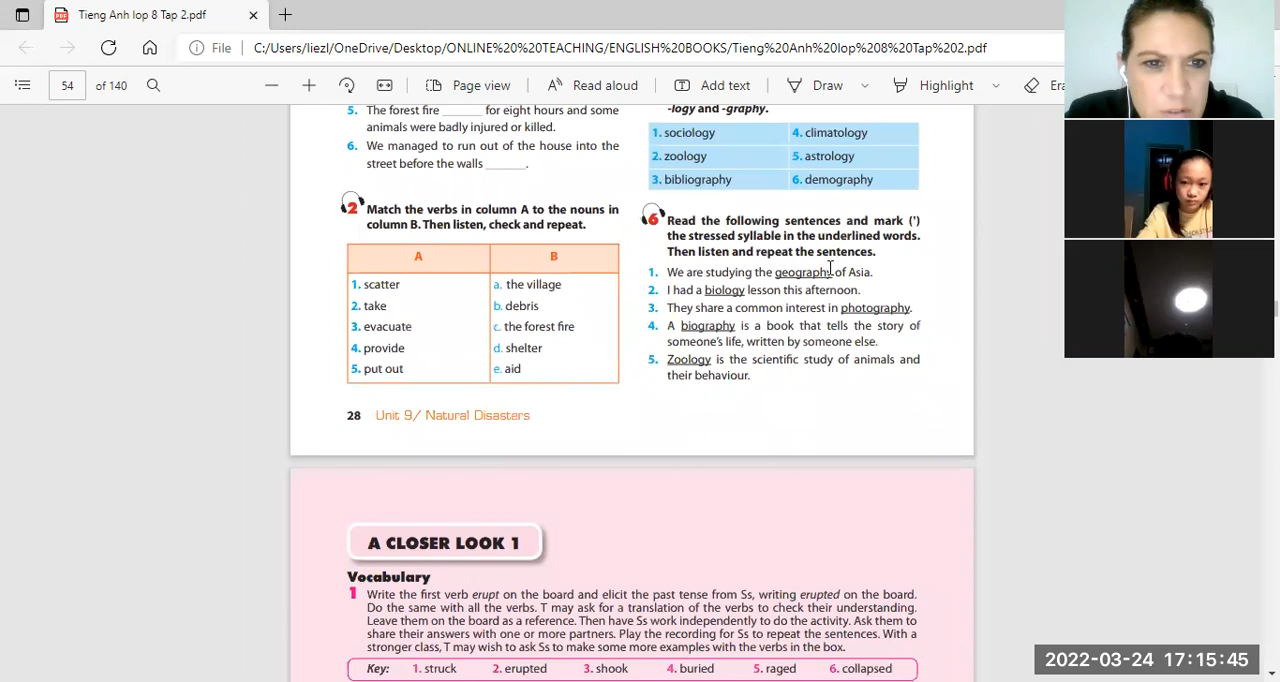 Tieng Anh lop 8 Tap 2.pdf
File
C:/Users/liezl/OneDrive/Desktop/ONLINE%20%20TEACHING/ENGLISH%20BOOKS/Tieng%20Anh%20lop%208%20Tap%202.pdf
54 of 140
Page view
Read aloud
Add text
Draw
Highlight
Era
5. The forest fire _______ for eight hours and some
animals were badly injured or killed.
6. We managed to run out of the house into the
street before the walls _______.
2 Match the verbs in column A to the nouns in
column B. Then listen, check and repeat.
A B
1. scatter a. the village
2. take b. debris
3. evacuate c. the forest fire
4. provide d. shelter
5. put out e. aid
28 Unit 9/ Natural Disasters
-logy and -graphy.
1. sociology 4. climatology
2. zoology 5. astrology
3. bibliography 6. demography
6 Read the following sentences and mark (')
the stressed syllable in the underlined words.
Then listen and repeat the sentences.
1. We are studying the geography of Asia.
2. I had a biology lesson this afternoon.
3. They share a common interest in photography.
4. A biography is a book that tells the story of
someone's life, written by someone else.
5. Zoology is the scientific study of animals and
their behaviour.
A CLOSER LOOK 1
Vocabulary
1 Write the first verb erupt on the board and elicit the past tense from Ss, writing erupted on the board.
Do the same with all the verbs. T may ask for a translation of the verbs to check their understanding.
Leave them on the board as a reference. Then have Ss work independently to do the activity. Ask them to
share their answers with one or more partners. Play the recording for Ss to repeat the sentences. With a
stronger class, T may wish to ask Ss to make some more examples with the verbs in the box.
Key: 1. struck 2. erupted 3. shook 4. buried 5. raged 6. collapsed
2022-03-24 17:15:45